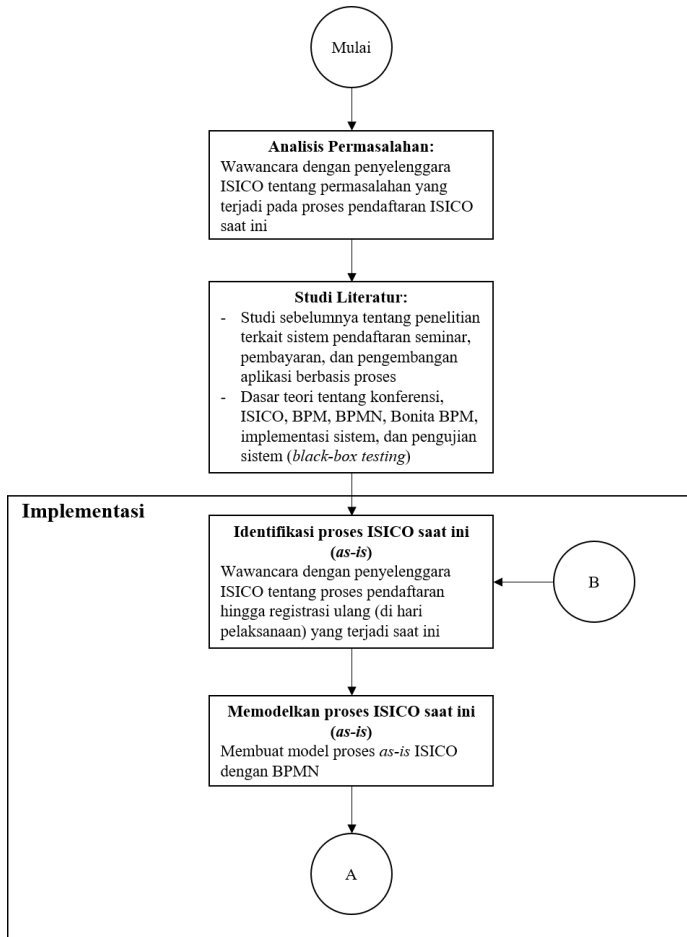 Mulai
Analisis Permasalahan:
Wawancara dengan penyelenggara
ISICO tentang permasalahan yang
terjadi pada proses pendaftaran ISICO
saat ini
Studi Literatur:
- Studi sebelumnya tentang penelitian
terkait sistem pendaftaran seminar,
pembayaran, dan pengembangan
aplikasi berbasis proses
- Dasar teori tentang konferensi,
ISICO, BPM, BPMN, Bonita BPM,
implementasi sistem, dan pengujian
sistem (black-box testing)
Implementasi
Identifikasi proses ISICO saat ini
(as-is)
Wawancara dengan penyelenggara
ISICO tentang proses pendaftaran
hingga registrasi ulang (di hari
pelaksanaan) yang terjadi saat ini
B
Memodelkan proses ISICO saat ini
(as-is)
Membuat model proses as-is ISICO
dengan BPMN
A